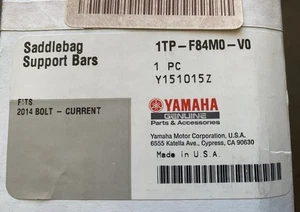 Saddlebag
Support Bars
1TP-F84M0-V0
1 PC
Y151015Z
FITS
2014 BOLT - CURRENT
YAMAHA
GENUINE
Parts & Accessories
Yamaha Motor Corporation, U.S.A.
6555 Katella Ave., Cypress, CA 90630
Made in U.S.A.